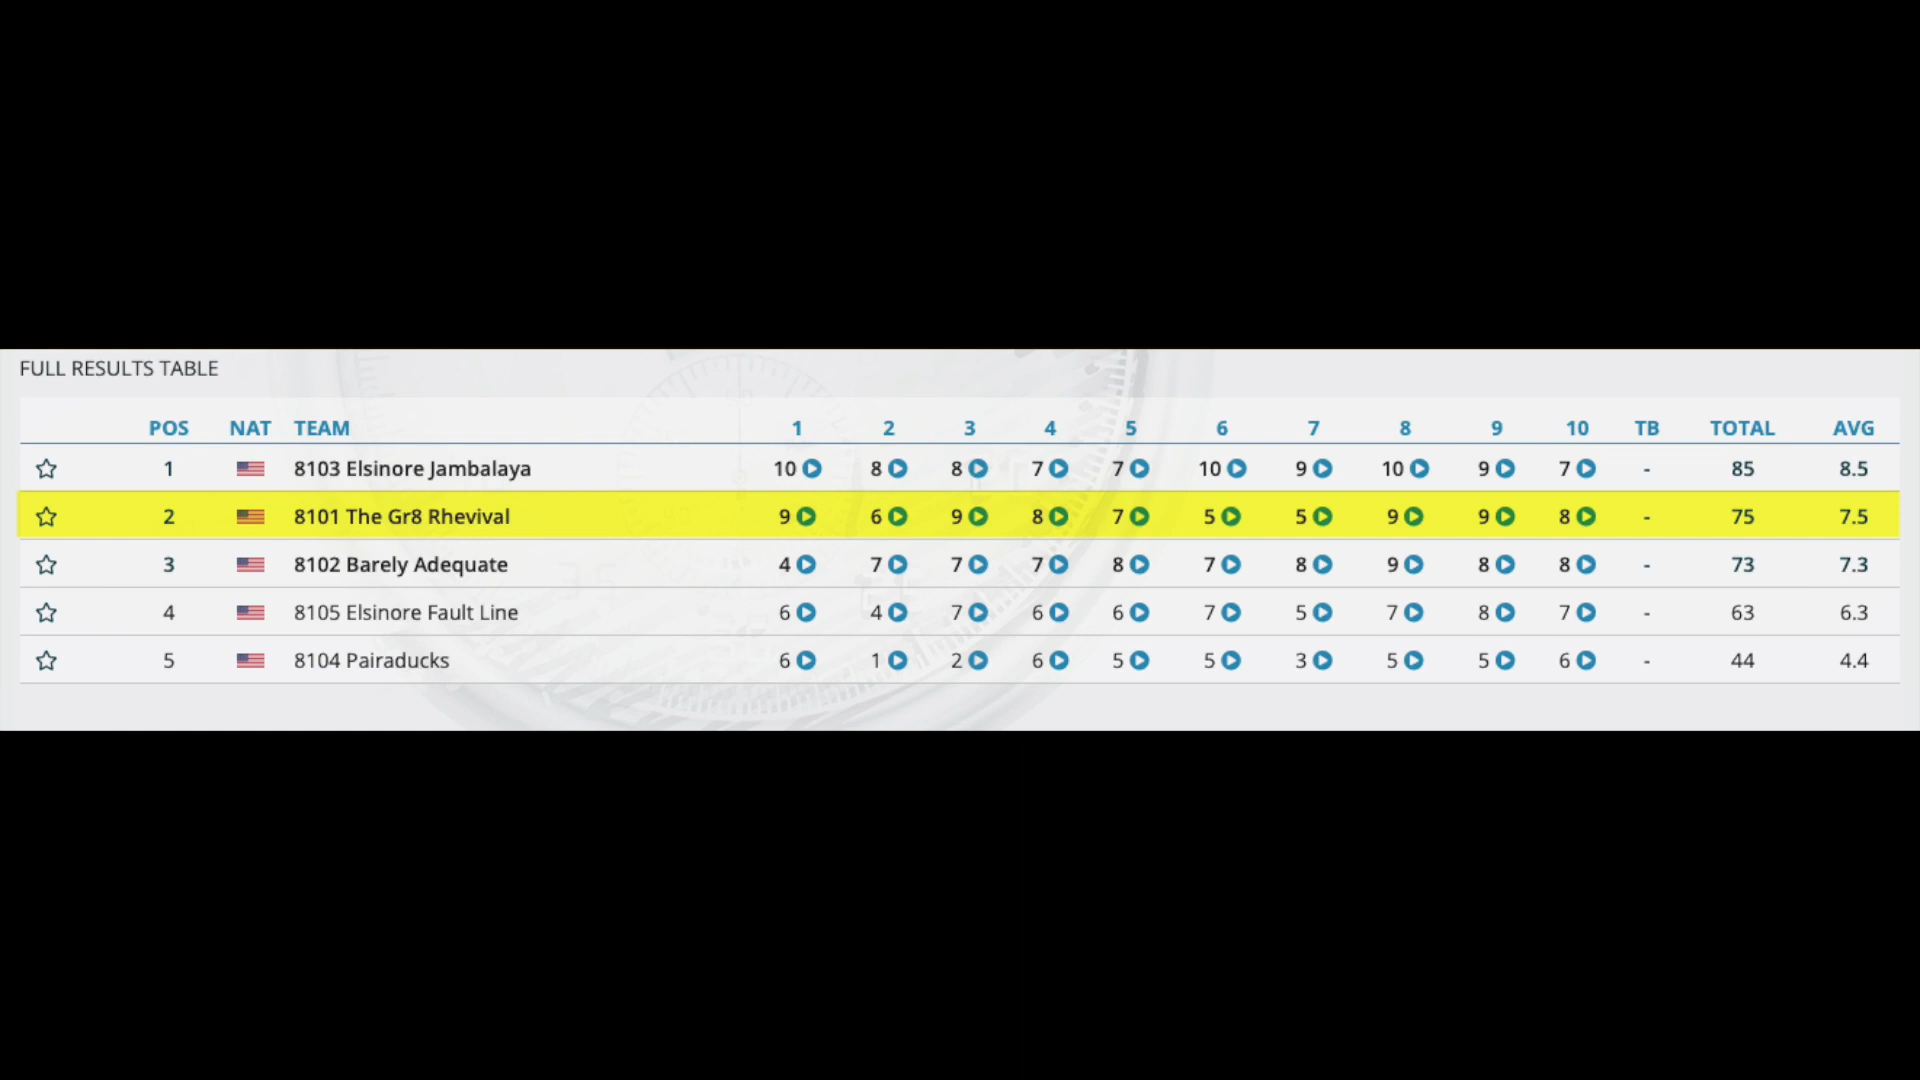 FULL RESULTS TABLE
POS NAT TEAM 1 2 3 4 5 6 7 8 9 10 TB TOTAL AVG
1 8103 Elsinore Jambalaya 10 8 8 7 7 10 9 10 9 7 - 85 8.5
2 8101 The Gr8 Rhevival 9 6 9 8 7 5 5 9 9 8 - 75 7.5
3 8102 Barely Adequate 4 7 7 7 8 7 8 9 8 8 - 73 7.3
4 8105 Elsinore Fault Line 6 4 7 6 6 7 5 7 8 7 - 63 6.3
5 8104 Pairaducks 6 1 2 6 5 5 3 5 5 6 - 44 4.4